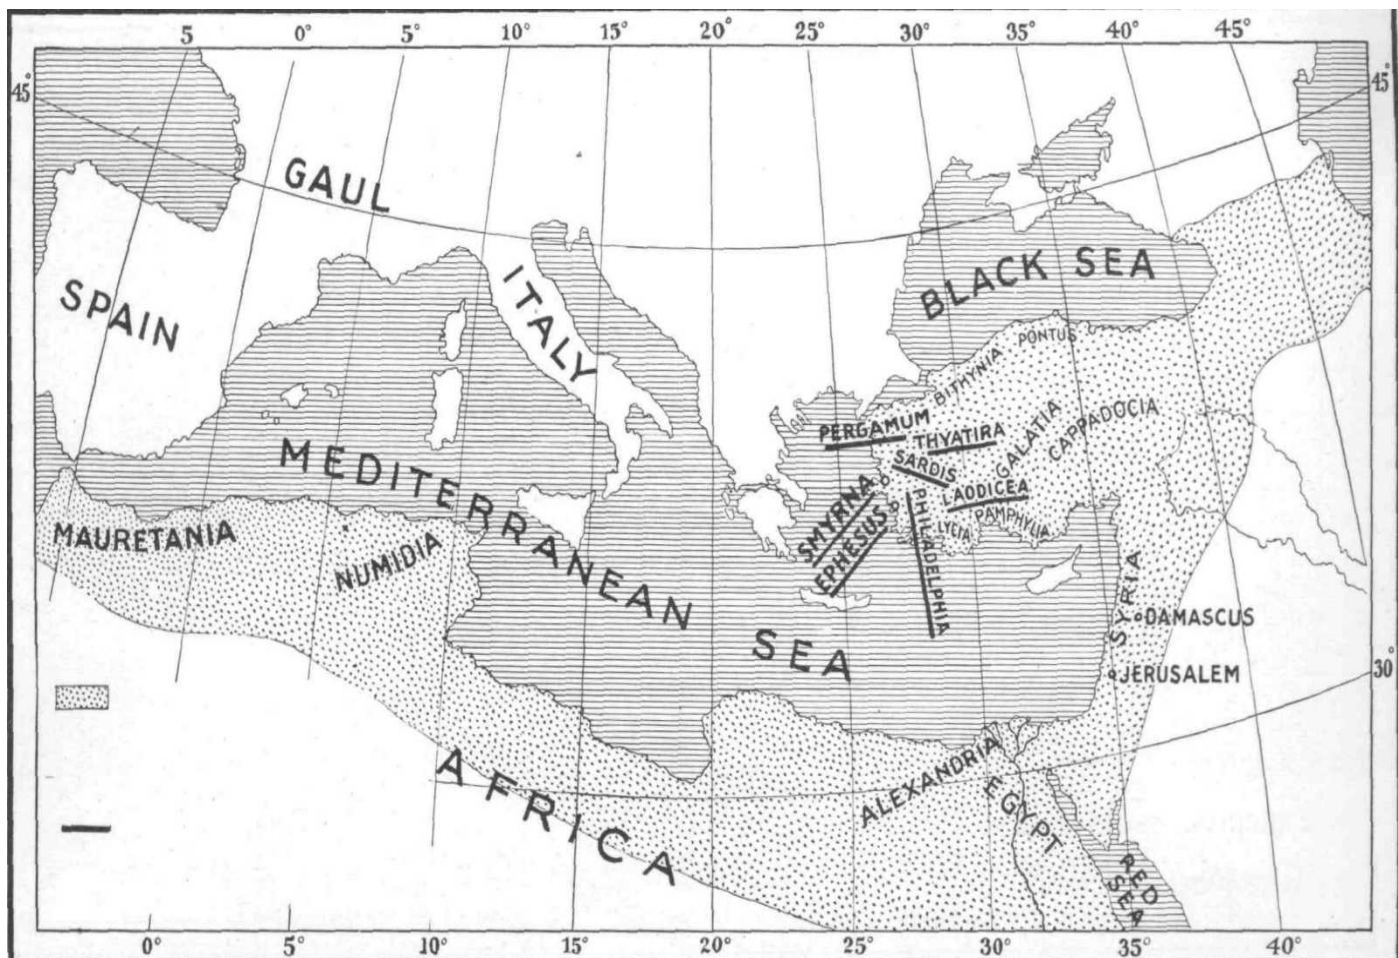 5 0° 5° 10° 15° 20° 25° 30° 35° 40° 45°
45° 45°
GAUL
SPAIN
ITALY
BLACK SEA
PONTUS
BITHYNIA
PERGAMUM
THYATIRA
GALATIA
CAPPADOCIA
SARDIS
LAODICEA
SMYRNA
EPHESUS
PHILADELPHIA
LYCIA
PAMPHYLIA
MEDITERRANEAN SEA
MAURETANIA
NUMIDIA
SYRIA
DAMASCUS
JERUSALEM
30°
AFRICA
ALEXANDRIA
EGYPT
RED
SEA
0° 5° 10° 15° 20° 25° 30° 35° 40°